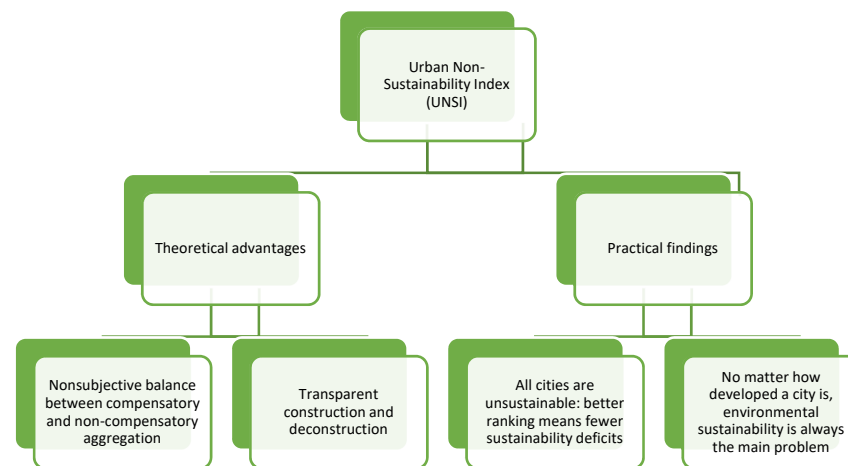 Urban Non-
Sustainability Index
(UNSI)
Theoretical advantages
Practical findings
Nonsubjective balance
between compensatory
and non-compensatory
aggregation
Transparent
construction and
deconstruction
All cities are
unsustainable: better
ranking means fewer
sustainability deficits
No matter how
developed a city is,
environmental
sustainability is always
the main problem